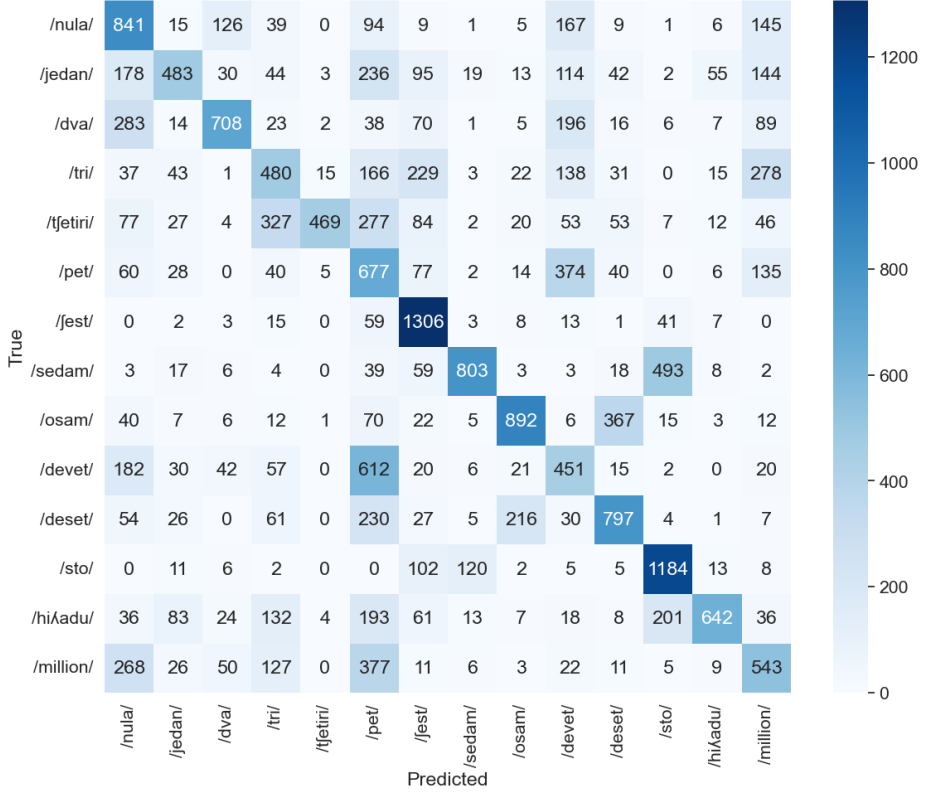 /nula/ 841 15 126 39 0 94 9 1 5 167 9 1 6 145
/jedan/ 178 483 30 44 3 236 95 19 13 114 42 2 55 144
/dva/ 283 14 708 23 2 38 70 1 5 196 16 6 7 89
/tri/ 37 43 1 480 15 166 229 3 22 138 31 0 15 278
/tʃetiri/ 77 27 4 327 469 277 84 2 20 53 53 7 12 46
/pet/ 60 28 0 40 5 677 77 2 14 374 40 0 6 135
/ʃest/ 0 2 3 15 0 59 1306 3 8 13 1 41 7 0
/sedam/ 3 17 6 4 0 39 59 803 3 3 18 493 8 2
/osam/ 40 7 6 12 1 70 22 5 892 6 367 15 3 12
/devet/ 182 30 42 57 0 612 20 6 21 451 15 2 0 20
/deset/ 54 26 0 61 0 230 27 5 216 30 797 4 1 7
/sto/ 0 11 6 2 0 0 102 120 2 5 5 1184 13 8
/hiʎadu/ 36 83 24 132 4 193 61 13 7 18 8 201 642 36
/million/ 268 26 50 127 0 377 11 6 3 22 11 5 9 543
True
/nula/ /jedan/ /dva/ /tri/ /tʃetiri/ /pet/ /ʃest/ /sedam/ /osam/ /devet/ /deset/ /sto/ /hiʎadu/ /million/
Predicted
1200
1000
800
600
400
200
0